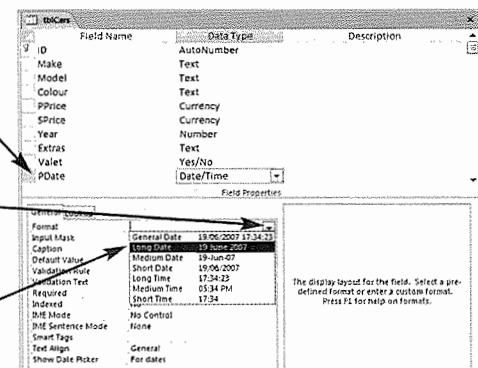 tblCars
Field Name Data Type Description
ID AutoNumber
Make Text
Model Text
Colour Text
PPrice Currency
SPrice Currency
Year Number
Extras Text
Valet Yes/No
PDate Date/Time
Field Properties
General Lookup
Format
Input Mask General Date 19/06/2007 17:34:23
Caption Long Date 19 June 2007
Default Value Medium Date 19-Jun-07
Validation Rule Short Date 19/06/2007
Validation Text Long Time 17:34:23
Required Medium Time 05:34 PM
Indexed Short Time 17:34
IME Mode No Control
IME Sentence Mode None
Smart Tags
Text Align General
Show Date Picker For dates
The display layout for the field. Select a pre-
defined format or enter a custom format.
Press F1 for help on formats.